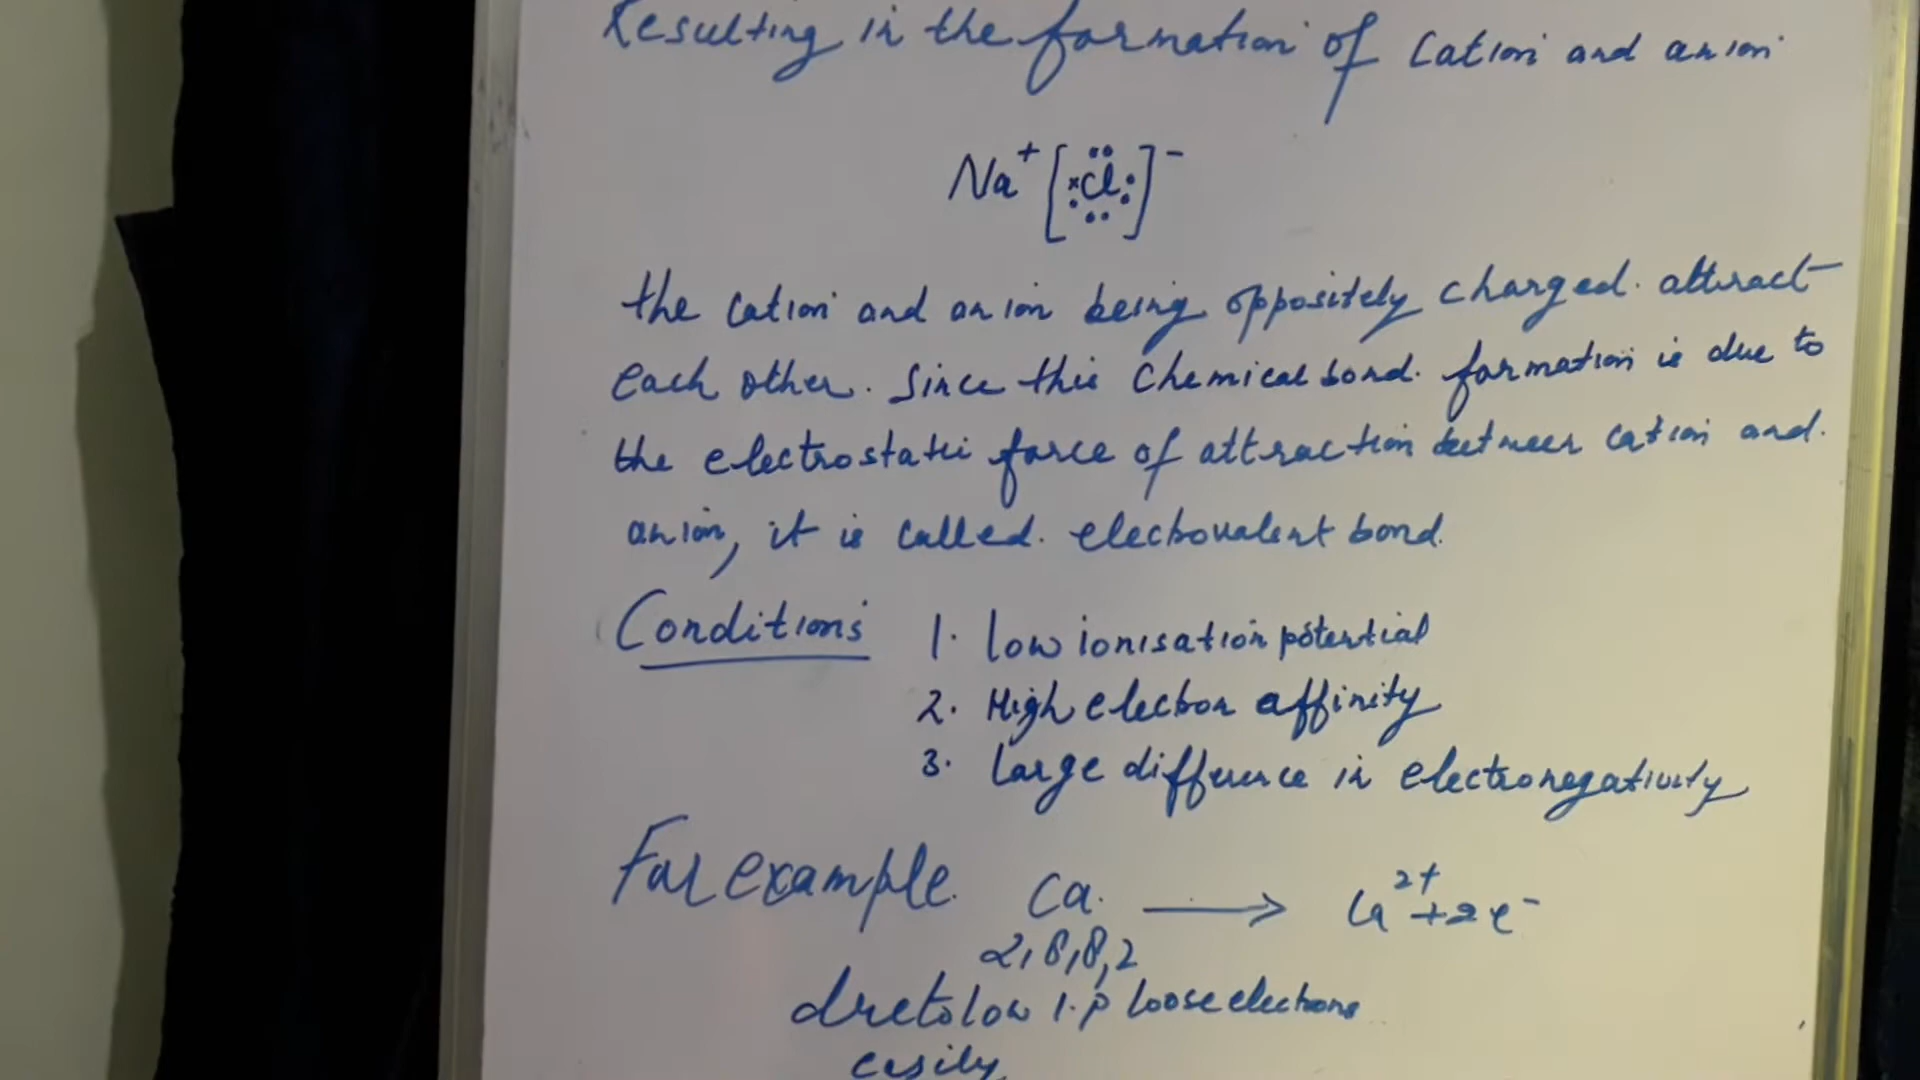 Resulting in the formation of Cation and anion
Na⁺ [×Cl]⁻
the cation and anion being oppositely charged. attract
each other. Since this Chemical bond. formation is due to
the electrostatic force of attraction between cation and.
anion, it is called. electrovalent bond.
Conditions 1. low ionisation potential
2. High electron affinity
3. Large difference in electronegativity
For example. Ca. → Ca²⁺ + 2e⁻
2,8,8,2
due to low I.P loose electrons
easily